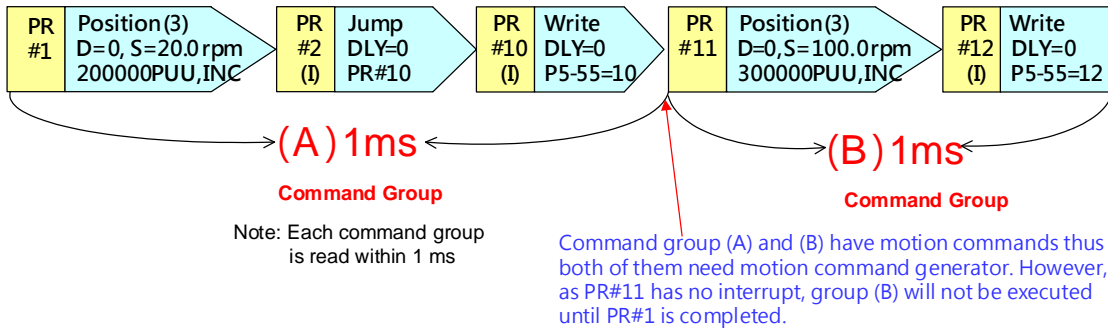 PR
#1
Position(3)
D=0, S=20.0rpm
200000PUU,INC
PR
#2
(I)
Jump
DLY=0
PR#10
PR
#10
(I)
Write
DLY=0
P5-55=10
PR
#11
Position(3)
D=0,S=100.0rpm
300000PUU,INC
PR
#12
(I)
Write
DLY=0
P5-55=12
(A)1ms
Command Group
Note: Each command group
is read within 1 ms
(B)1ms
Command Group
Command group (A) and (B) have motion commands thus
both of them need motion command generator. However,
as PR#11 has no interrupt, group (B) will not be executed
until PR#1 is completed.